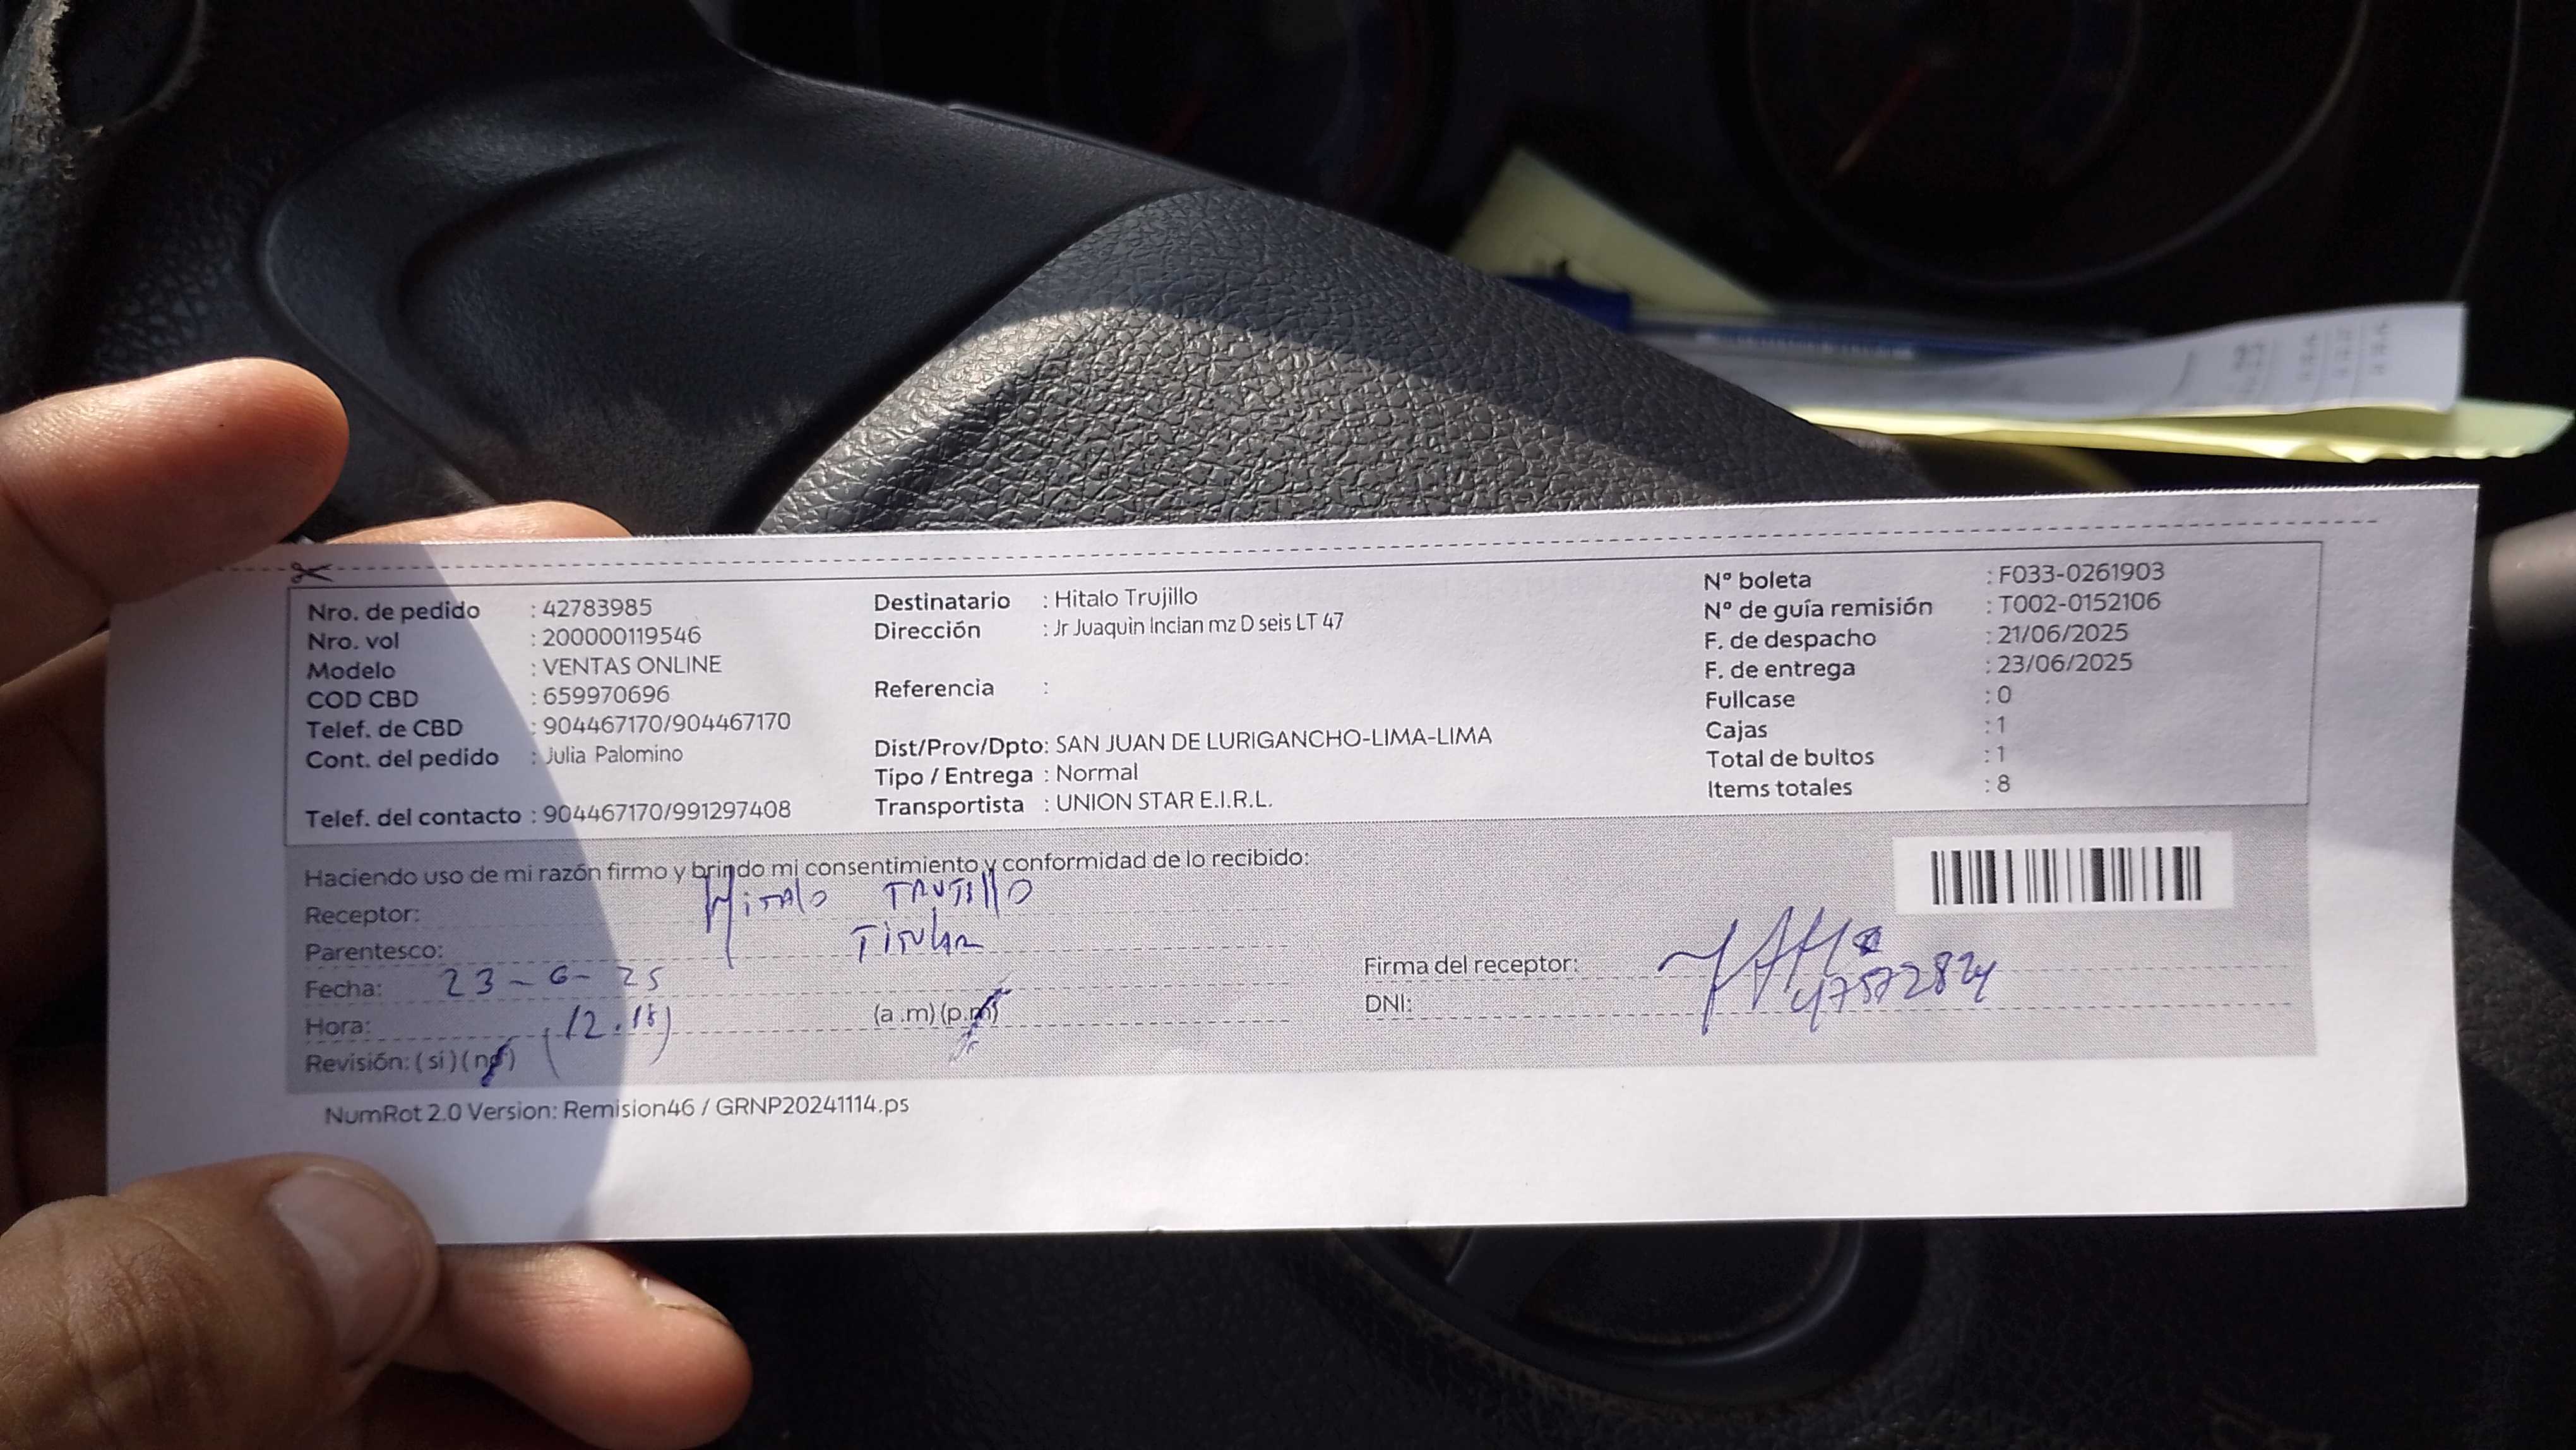 Nro. de pedido : 42783985
Nro. vol : 200000119546
Modelo : VENTAS ONLINE
COD CBD : 659970696
Telef. de CBD : 904467170/904467170
Cont. del pedido : Julia Palomino
Telef. del contacto : 904467170/991297408
Destinatario : Hitalo Trujillo
Dirección : Jr Juaquin Inclan mz D seis LT 47
Referencia :
Dist/Prov/Dpto: SAN JUAN DE LURIGANCHO-LIMA-LIMA
Tipo / Entrega : Normal
Transportista : UNION STAR E.I.R.L.
N° boleta : F033-0261903
N° de guía remisión : T002-0152106
F. de despacho : 21/06/2025
F. de entrega : 23/06/2025
Fullcase : 0
Cajas : 1
Total de bultos : 1
Items totales : 8
Haciendo uso de mi razón firmo y brindo mi consentimiento y conformidad de lo recibido:
Receptor: Hitalo Trujillo
Parentesco: Titular
Fecha: 23-6-25
Hora: (12.18) (a .m) (p.m)
Revisión: (si) (no)
Firma del receptor:
DNI: 47572824
NumRot 2.0 Version: Remision46 / GRNP20241114.ps